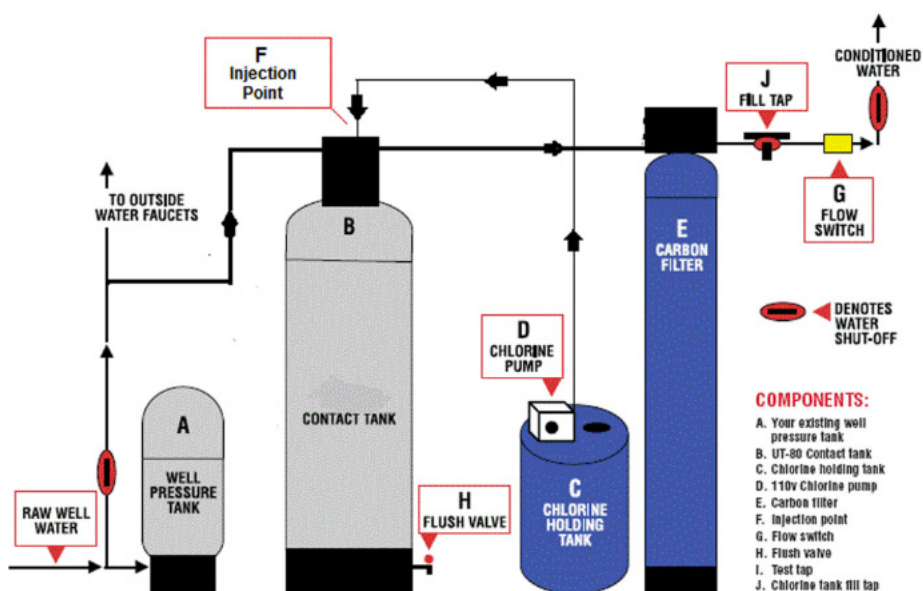 F
Injection
Point
J
FILL TAP
CONDITIONED
WATER
TO OUTSIDE
WATER FAUCETS
B
E
CARBON
FILTER
G
FLOW
SWITCH
DENOTES
WATER
SHUT-OFF
D
CHLORINE
PUMP
A
WELL
PRESSURE
TANK
CONTACT TANK
H
FLUSH VALVE
C
CHLORINE
HOLDING
TANK
RAW WELL
WATER
COMPONENTS:
A. Your existing well
pressure tank
B. UT-80 Contact tank
C. Chlorine holding tank
D. 110v Chlorine pump
E. Carbon filter
F. Injection point
G. Flow switch
H. Flush valve
I. Test tap
J. Chlorine tank fill tap